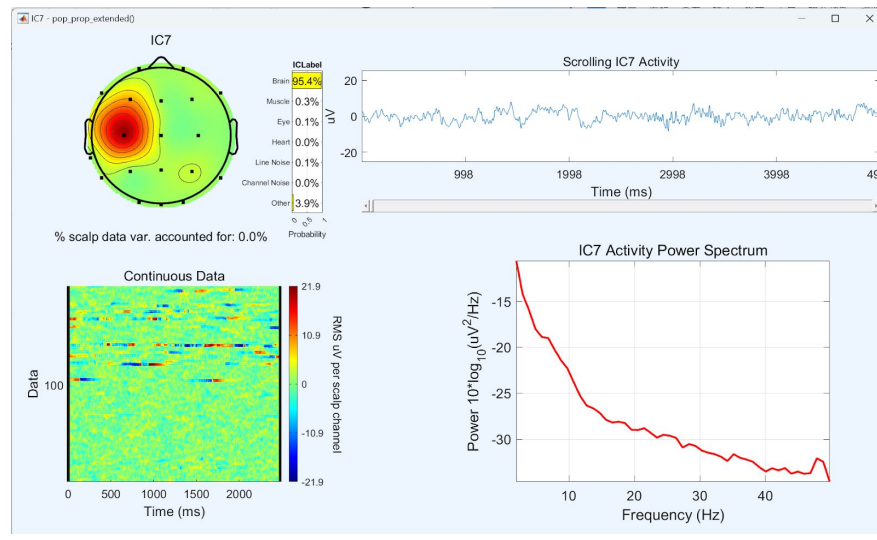 IC7 - pop_prop_extended()
IC7
ICLabel
Brain 95.4%
Muscle 0.3%
Eye 0.1%
Heart 0.0%
Line Noise 0.1%
Channel Noise 0.0%
Other 3.9%
0 0.5 1
Probability
% scalp data var. accounted for: 0.0%
Scrolling IC7 Activity
20
0
-20
μV
998 1998 2998 3998 49
Time (ms)
Continuous Data
Data
100
0 500 1000 1500 2000
Time (ms)
21.9
10.9
0
-10.9
-21.9
RMS uV per scalp channel
IC7 Activity Power Spectrum
-15
-20
-25
-30
Power 10*log10(uV2/Hz)
10 20 30 40
Frequency (Hz)